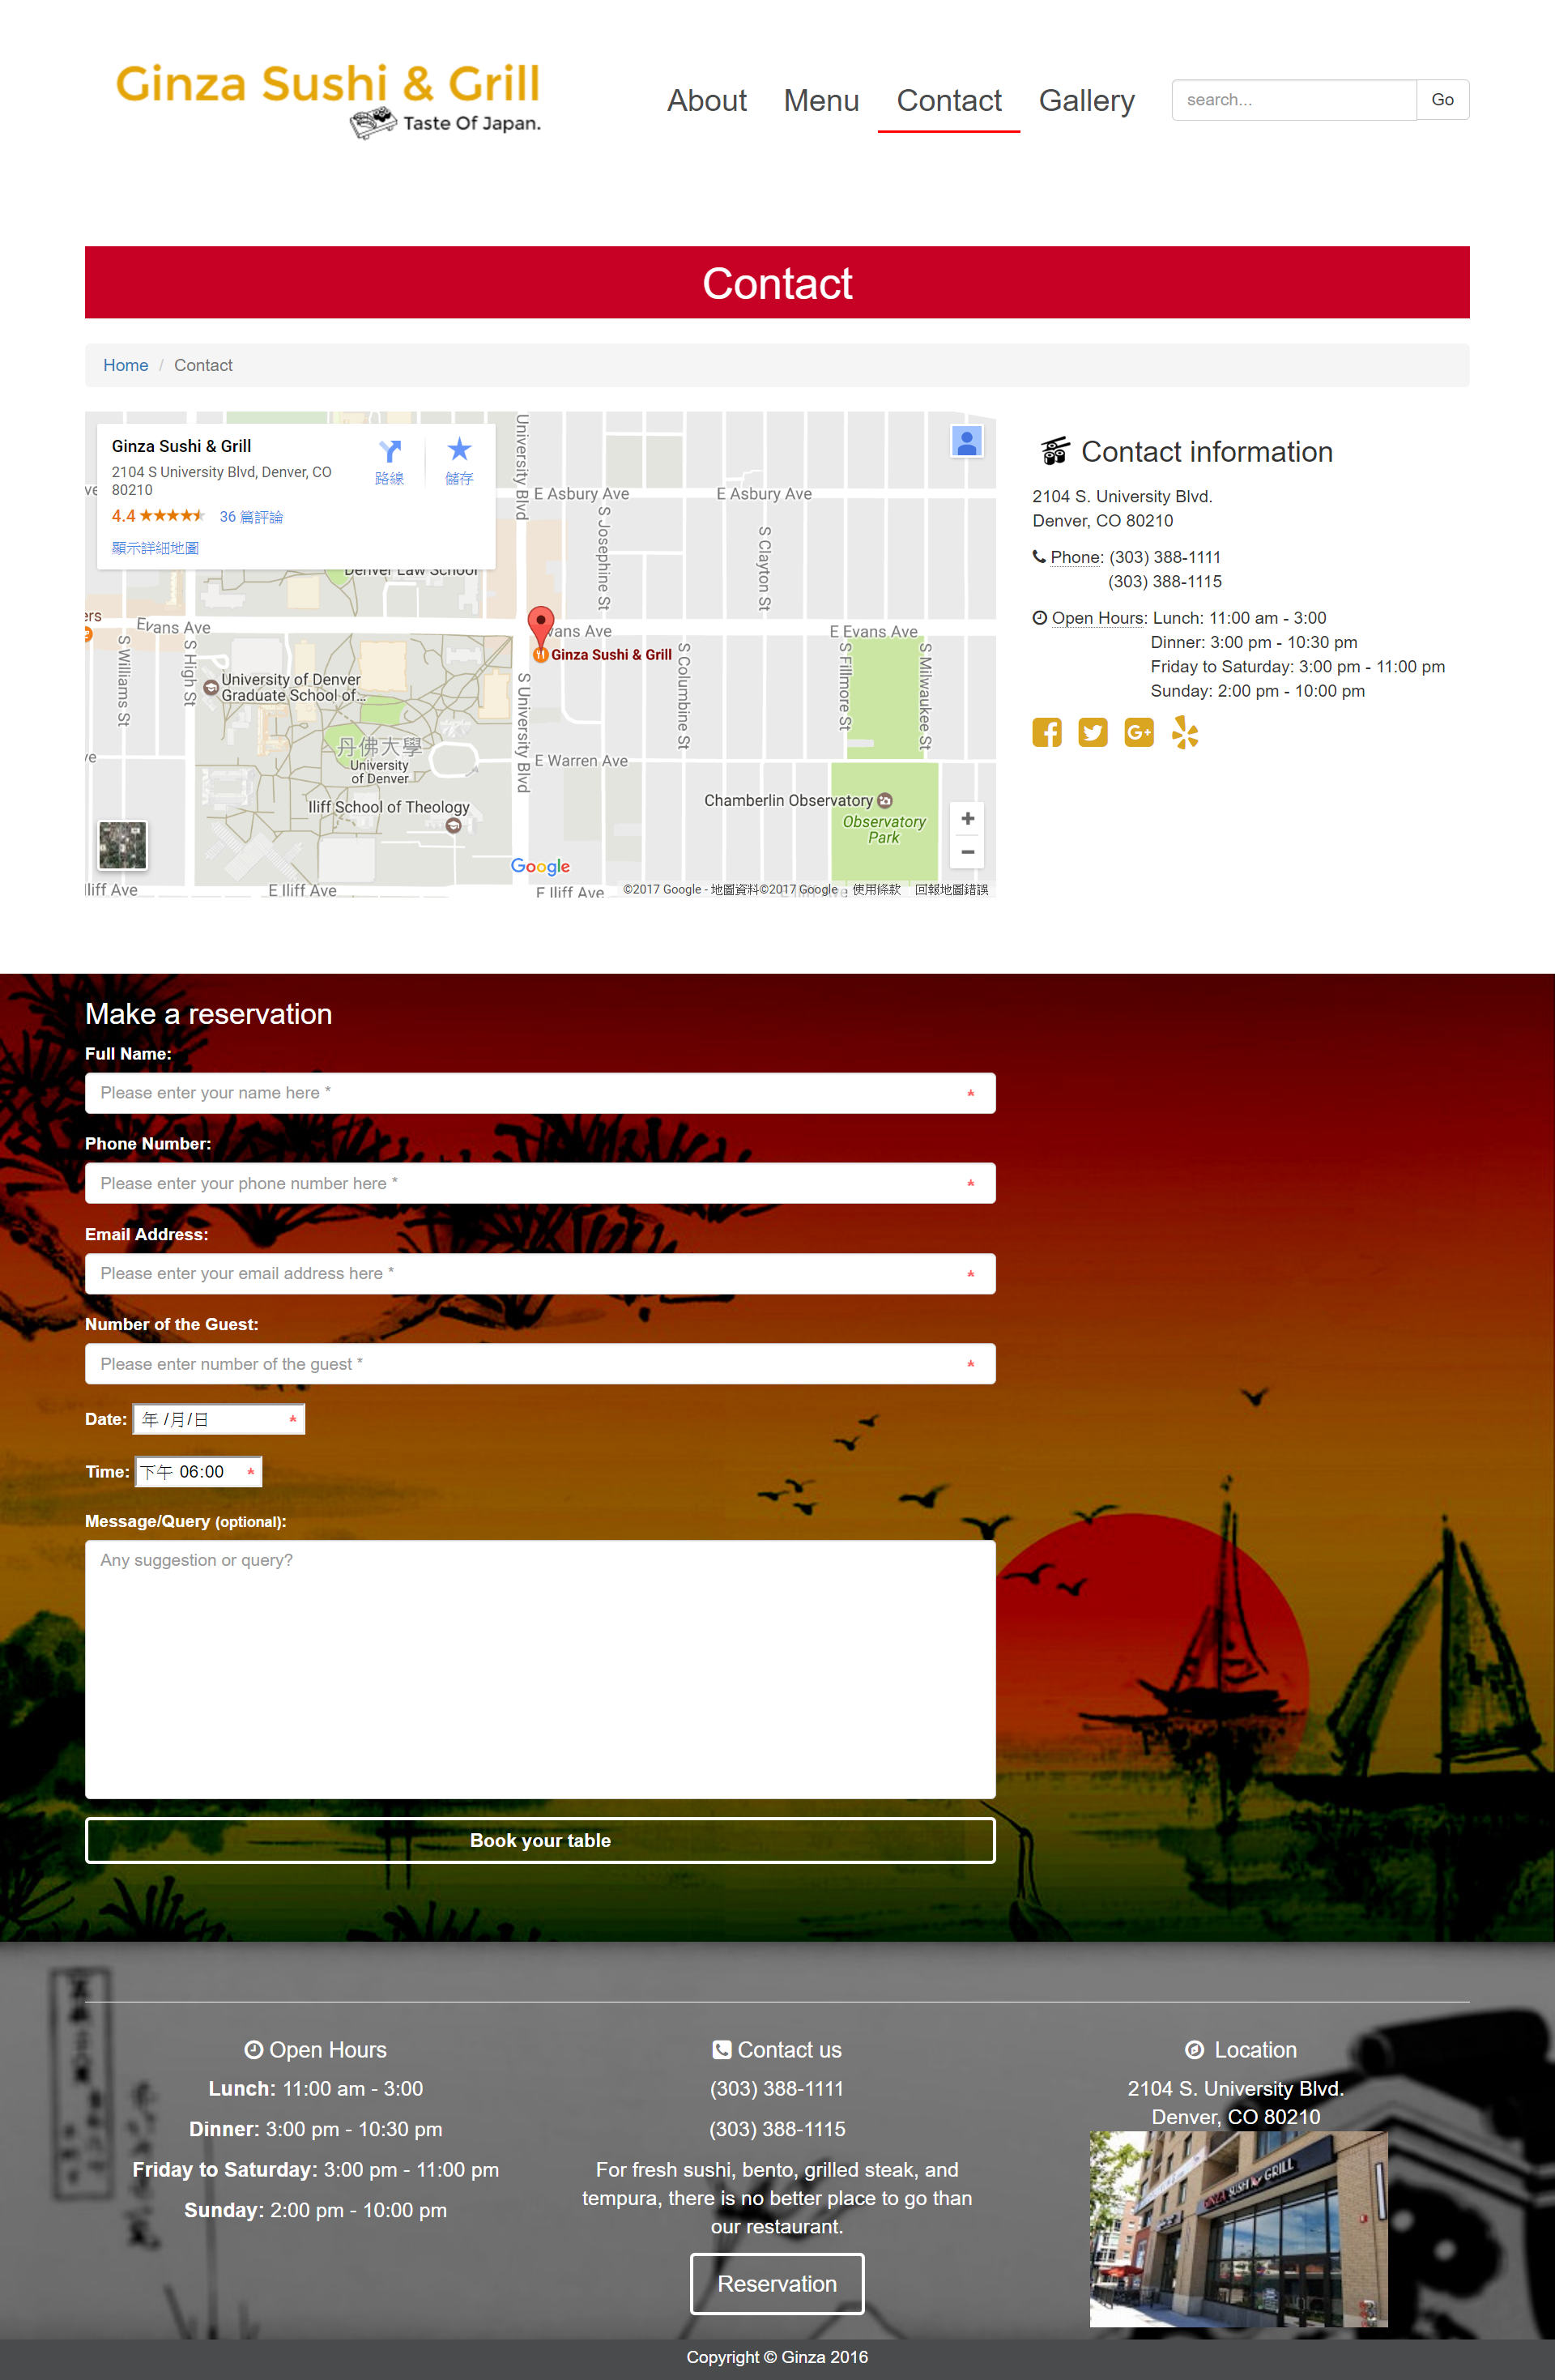 Ginza Sushi & Grill
Taste Of Japan.
About Menu Contact Gallery
search... Go
Contact
Home / Contact
Ginza Sushi & Grill
2104 S University Blvd, Denver, CO
80210
4.4 36 篇評論
顯示詳細地圖
路線
儲存
University Blvd
E Asbury Ave
E Asbury Ave
S Josephine St
S Clayton St
Denver Law School
ers
Evans Ave
vans Ave
E Evans Ave
Ginza Sushi & Grill
S Williams St
S High St
University of Denver
Graduate School of...
S University Blvd
S Columbine St
S Fillmore St
S Milwaukee St
丹佛大學
University
of Denver
E Warren Ave
Iliff School of Theology
Chamberlin Observatory
Observatory
Park
Google
liff Ave
E Iliff Ave
E Iliff Ave
©2017 Google - 地圖資料©2017 Google 使用條款 回報地圖錯誤
Contact information
2104 S. University Blvd.
Denver, CO 80210
Phone: (303) 388-1111
(303) 388-1115
Open Hours: Lunch: 11:00 am - 3:00
Dinner: 3:00 pm - 10:30 pm
Friday to Saturday: 3:00 pm - 11:00 pm
Sunday: 2:00 pm - 10:00 pm
Make a reservation
Full Name:
Please enter your name here * *
Phone Number:
Please enter your phone number here * *
Email Address:
Please enter your email address here * *
Number of the Guest:
Please enter number of the guest * *
Date: 年 /月/日 *
Time: 下午 06:00 *
Message/Query (optional):
Any suggestion or query?
Book your table
Open Hours
Lunch: 11:00 am - 3:00
Dinner: 3:00 pm - 10:30 pm
Friday to Saturday: 3:00 pm - 11:00 pm
Sunday: 2:00 pm - 10:00 pm
Contact us
(303) 388-1111
(303) 388-1115
For fresh sushi, bento, grilled steak, and
tempura, there is no better place to go than
our restaurant.
Reservation
Location
2104 S. University Blvd.
Denver, CO 80210
GINZA SUSHI GRILL
Copyright © Ginza 2016